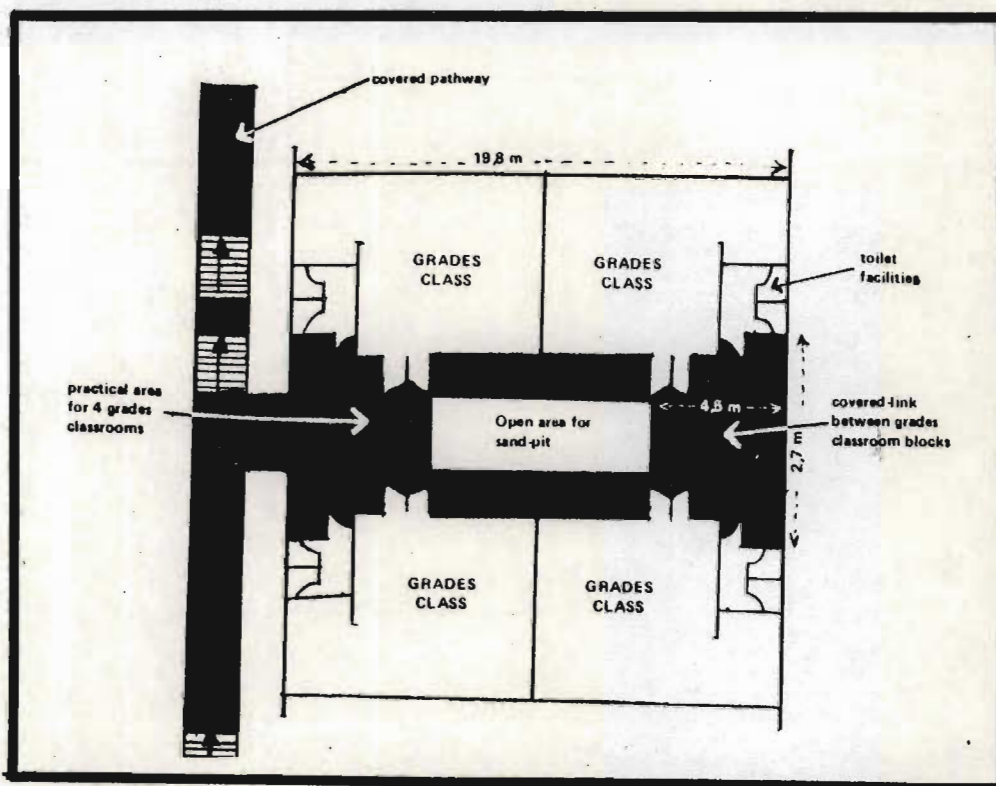 covered pathway
19,8 m
GRADES
CLASS
GRADES
CLASS
toilet
facilities
practical area
for 4 grades
classrooms
Open area for
sand-pit
4,5 m
covered-link
between grades
classroom blocks
2,7 m
GRADES
CLASS
GRADES
CLASS